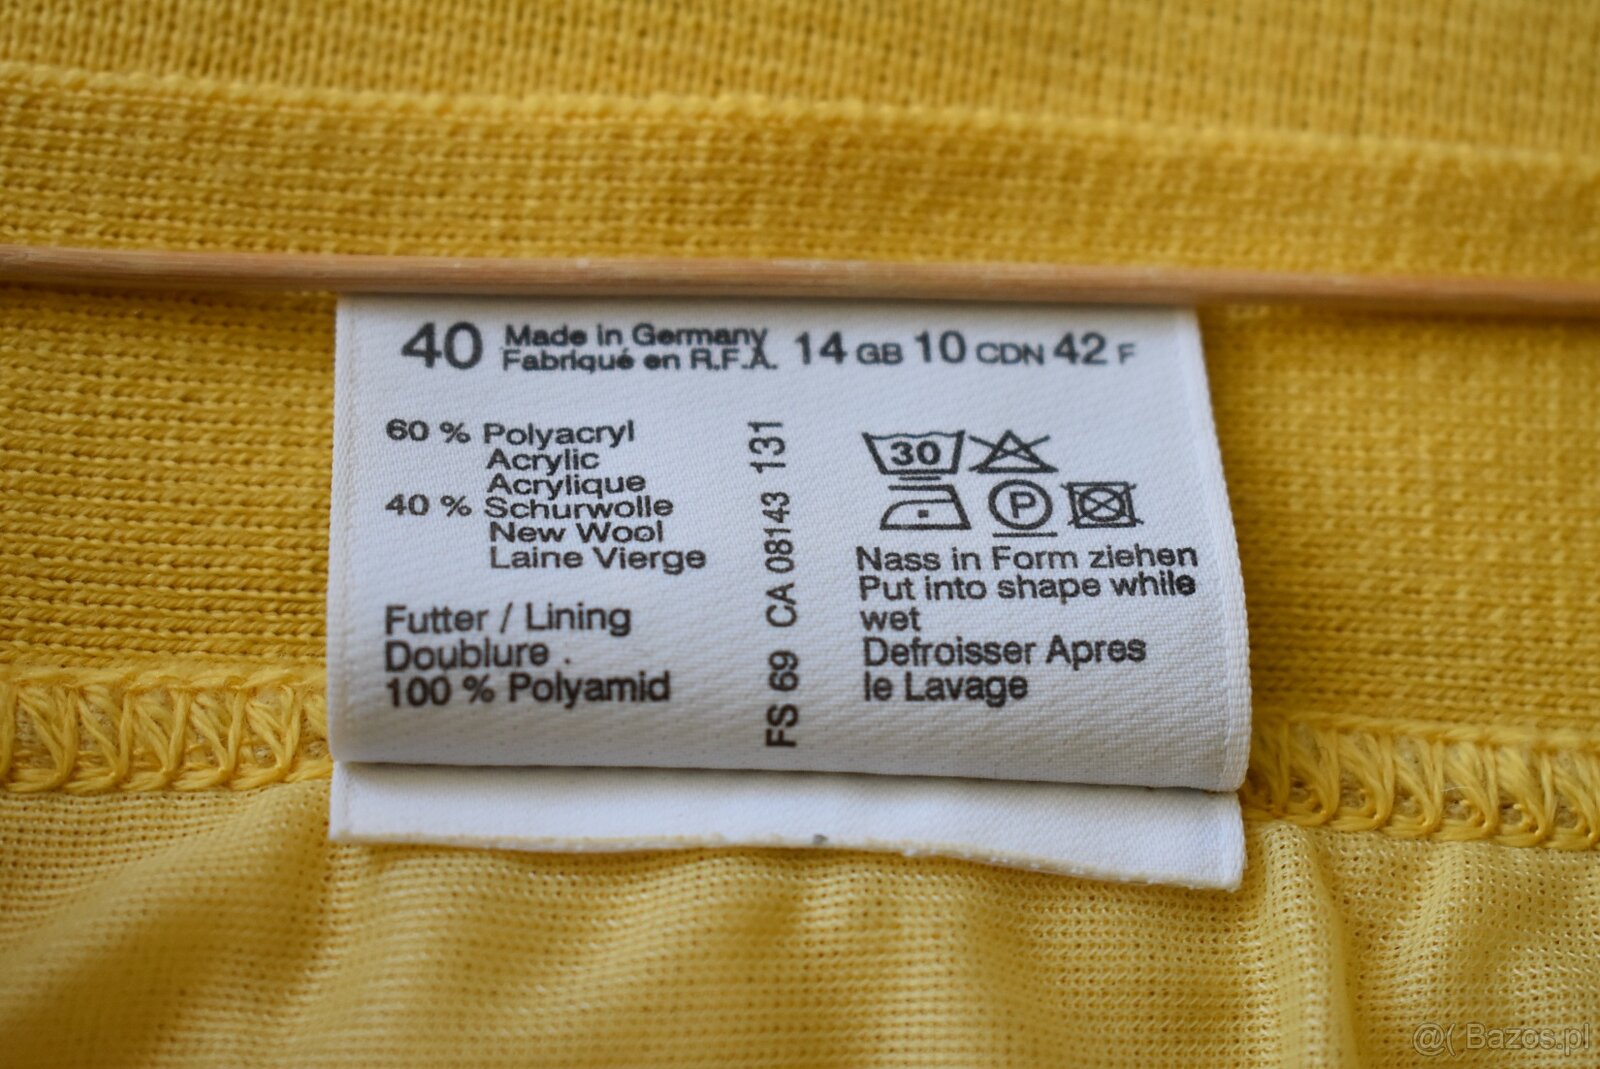 40 Made in Germany 14 GB 10 CDN 42 F
Fabriqué en R.F.A.
60 % Polyacryl
Acrylic
Acrylique
40 % Schurwolle
New Wool
Laine Vierge
Futter / Lining
Doublure .
100 % Polyamid
FS 69 CA 08143 131
30
P
Nass in Form ziehen
Put into shape while
wet
Defroisser Apres
le Lavage
@( Bazos.pl